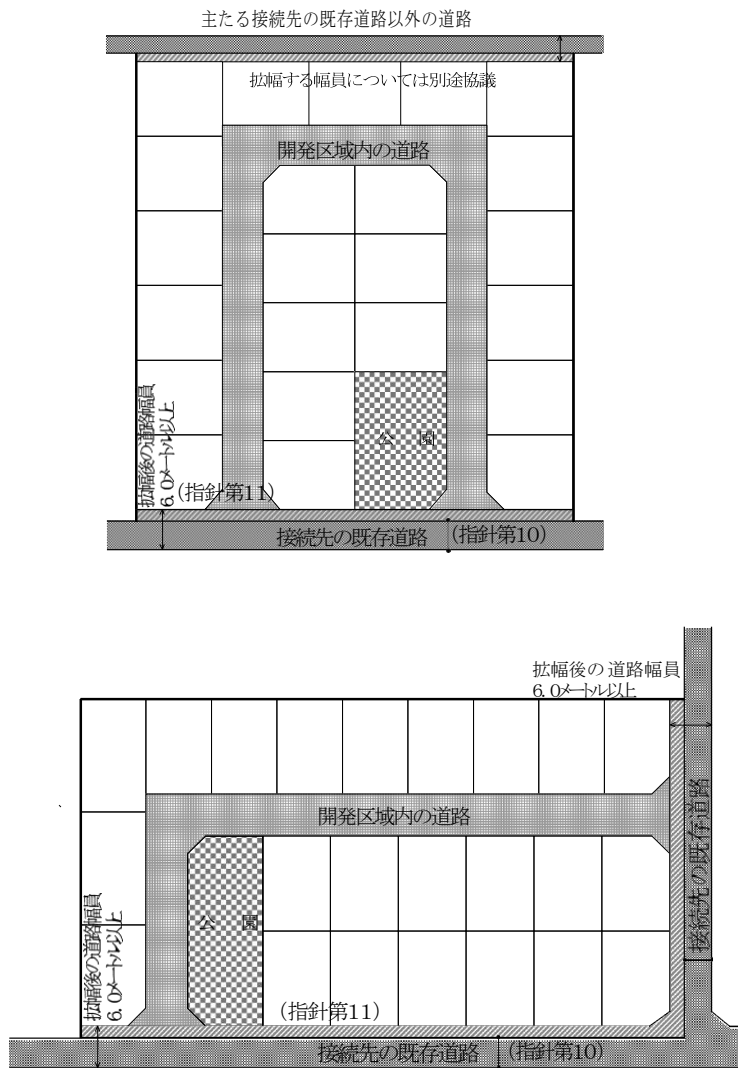 主たる接続先の既存道路以外の道路
拡幅する幅員については別途協議
開発区域内の道路
公　園
拡幅後の道路幅員
6.0メートル以上
(指針第11)
接続先の既存道路
(指針第10)
拡幅後の道路幅員
6.0メートル以上
開発区域内の道路
接続先の既存道路
公　園
拡幅後の道路幅員
6.0メートル以上
(指針第11)
接続先の既存道路
(指針第10)